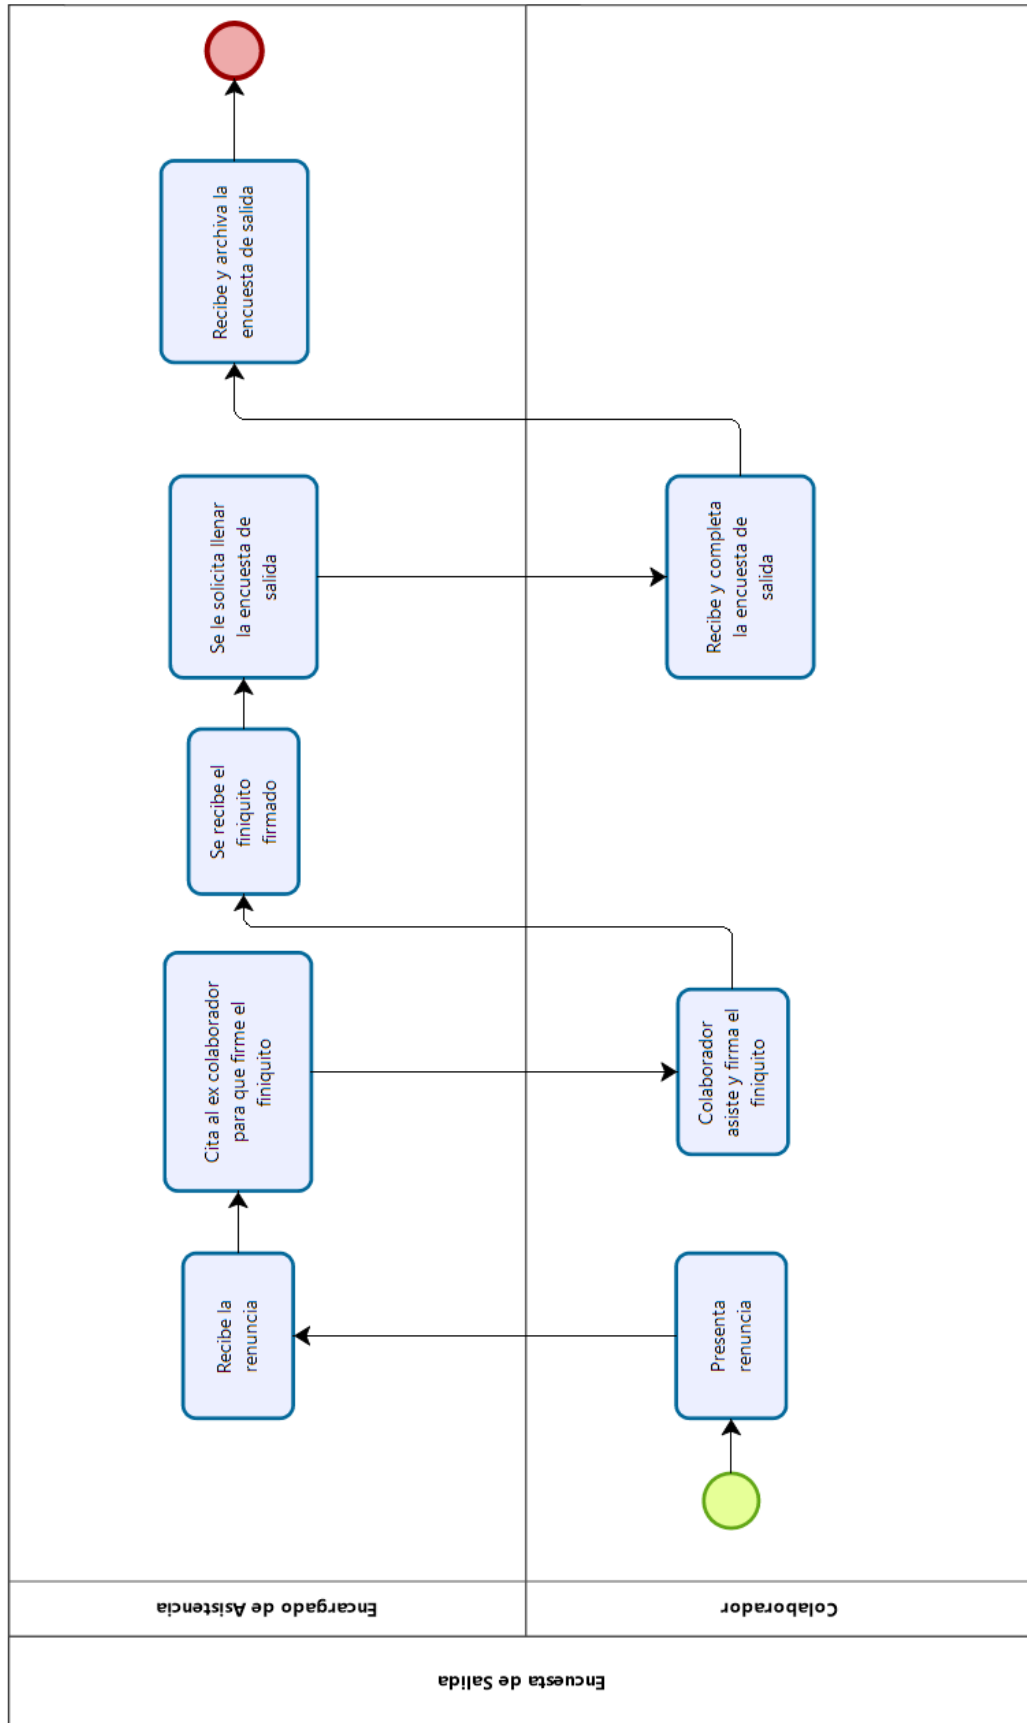 Encuesta de Salida
Encargado de Asistencia
Colaborador
Presenta
renuncia
Recibe la
renuncia
Cita al ex colaborador
para que firme el
finiquito
Colaborador
asiste y firma el
finiquito
Se recibe el
finiquito
firmado
Se le solicita llenar
la encuesta de
salida
Recibe y completa
la encuesta de
salida
Recibe y archiva la
encuesta de salida